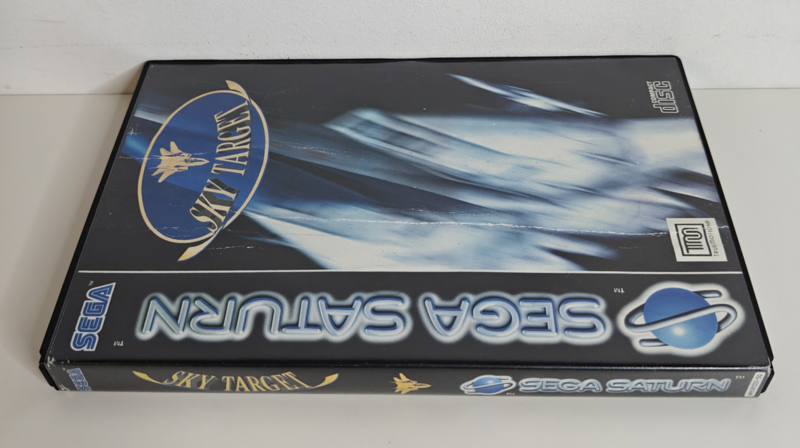 SKY TARGET
COMPACT
disc
SEGA
SEGA SATURN
TM
TM
SEGA
SKY TARGET
SEGA SATURN
TM